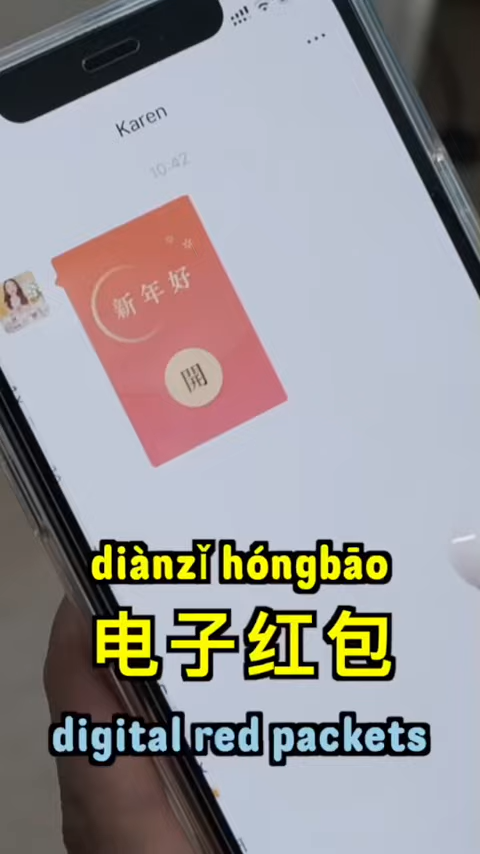 Karen
10:42
新年好
開
diànzǐ hóngbāo
电子红包
digital red packets